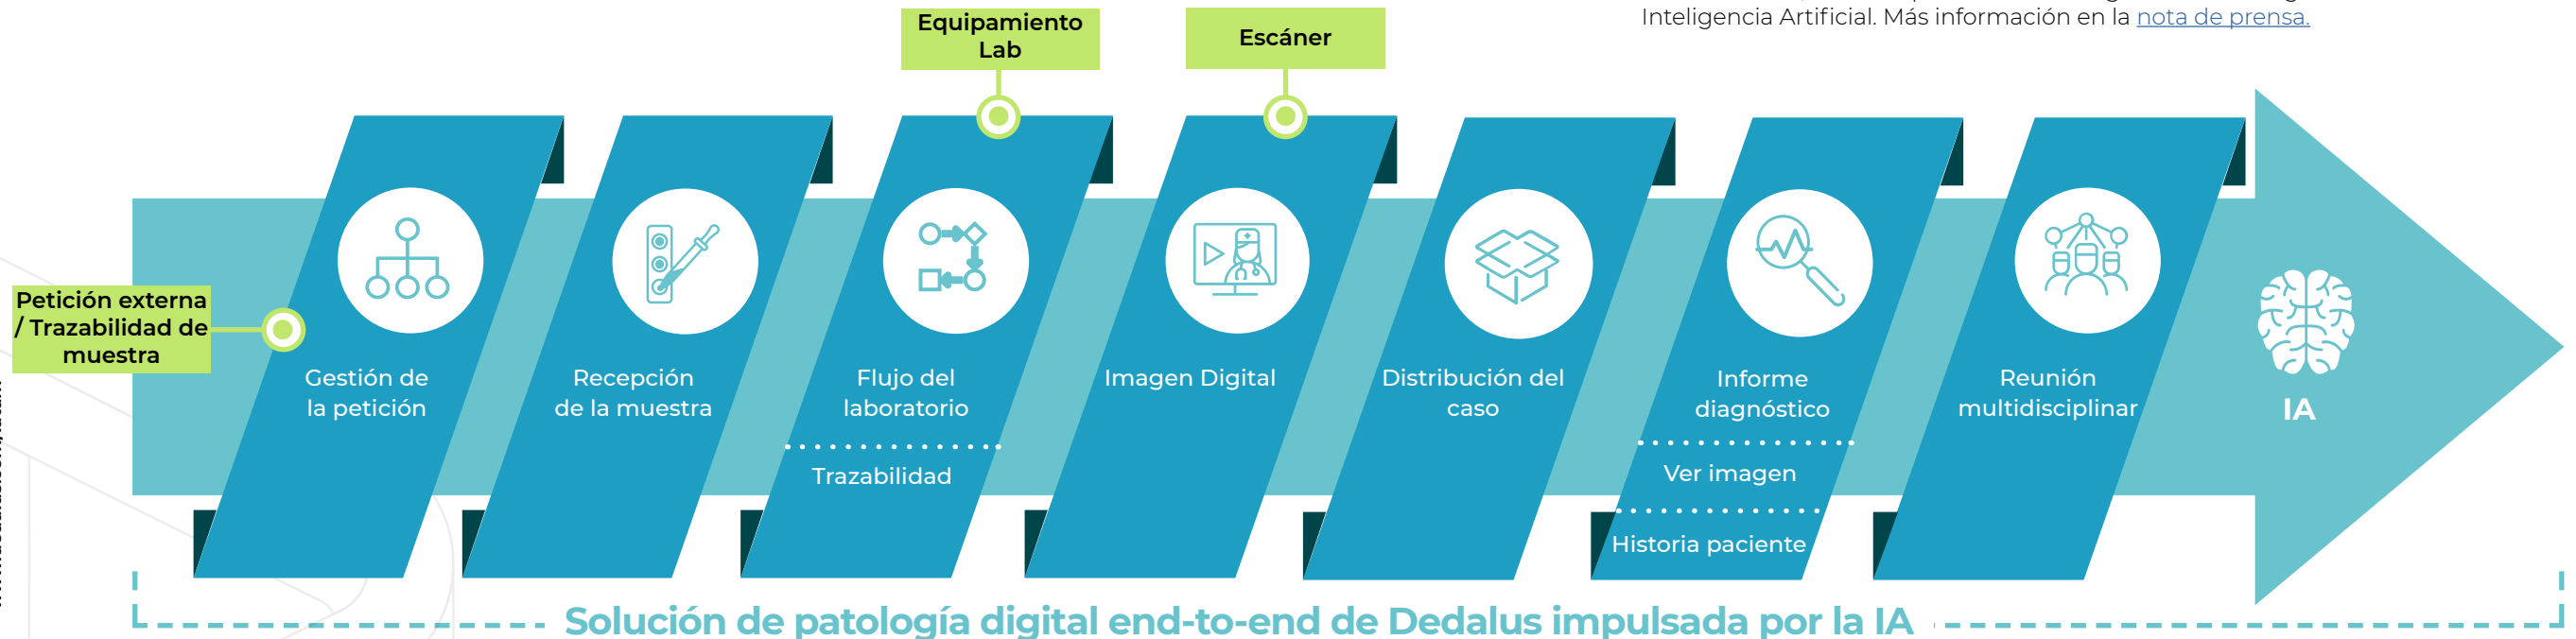 Inteligencia Artificial. Más información en la nota de prensa.
Equipamiento
Lab
Escáner
Petición externa
/ Trazabilidad de
muestra
Gestión de
la petición
Recepción
de la muestra
Flujo del
laboratorio
Trazabilidad
Imagen Digital
Distribución del
caso
Informe
diagnóstico
Ver imagen
Historia paciente
Reunión
multidisciplinar
IA
Solución de patología digital end-to-end de Dedalus impulsada por la IA